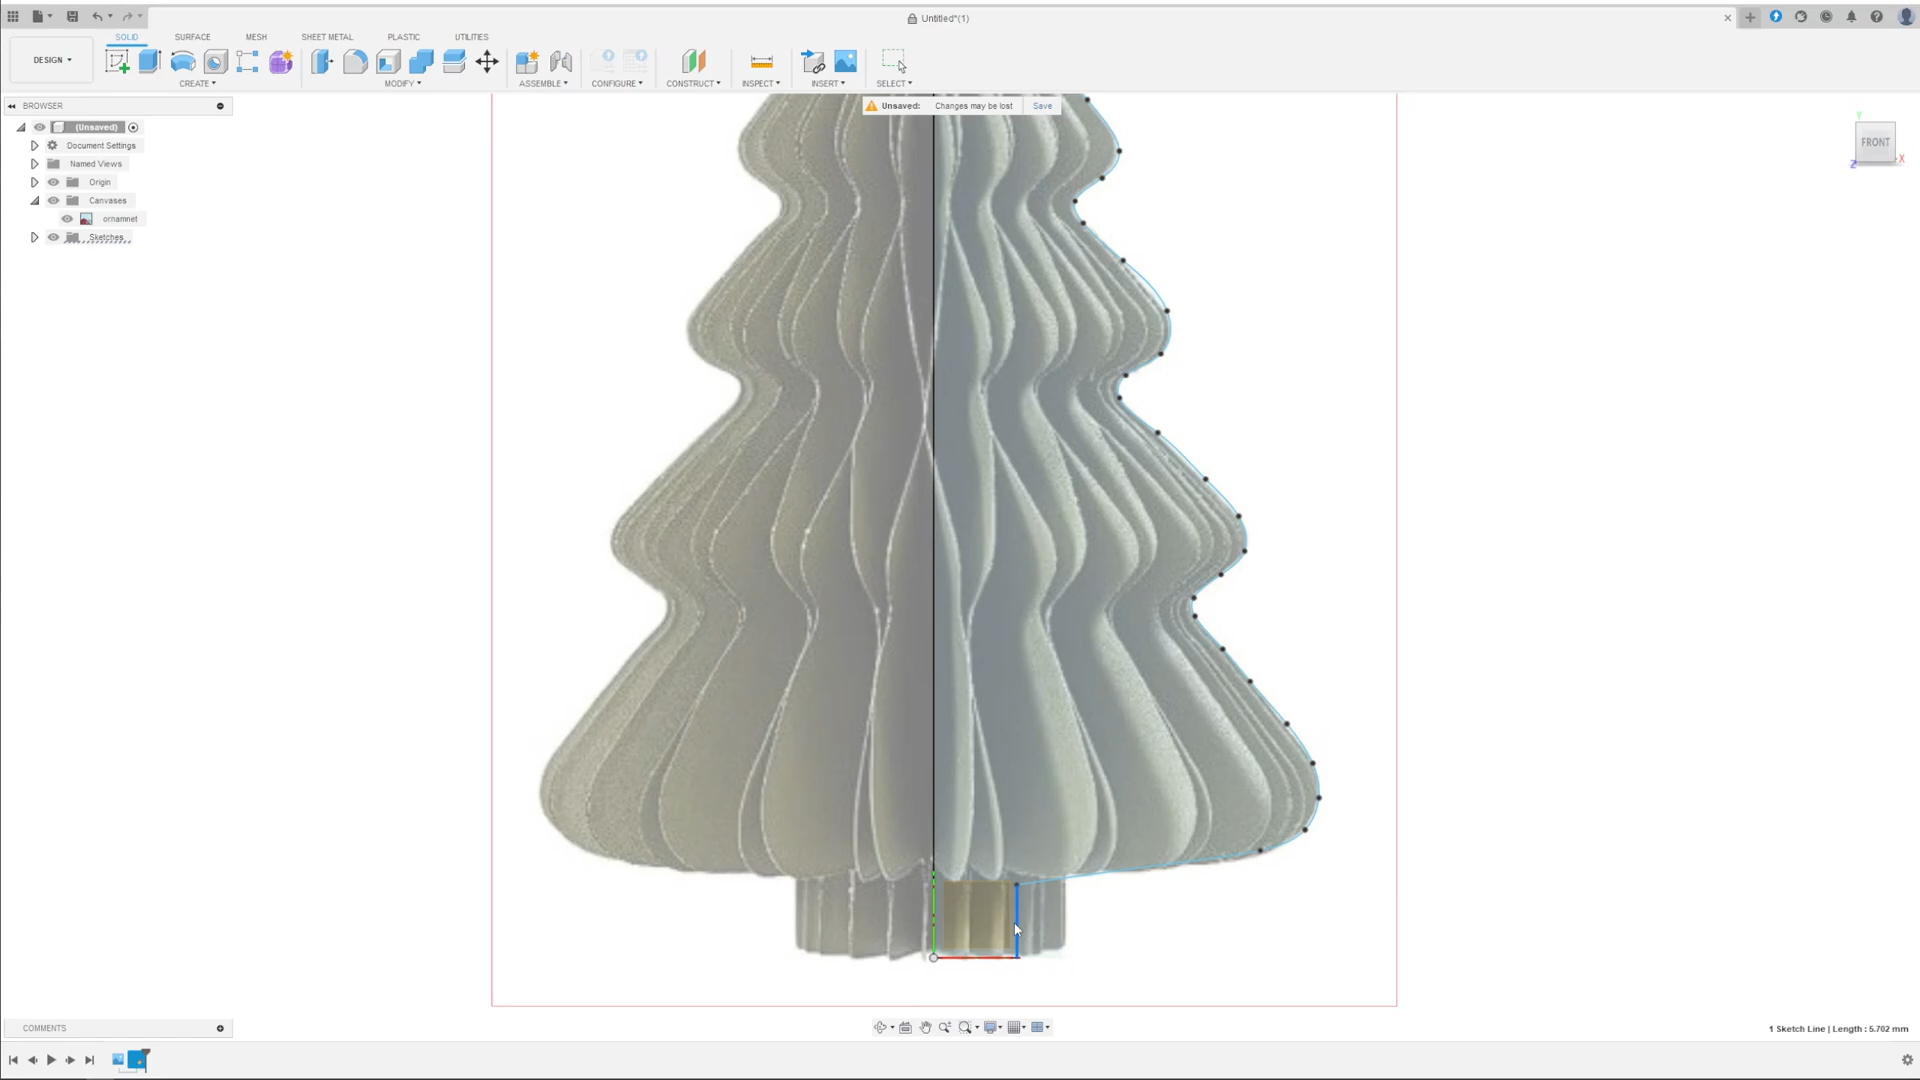 Untitled*(1)
SOLID SURFACE MESH SHEET METAL PLASTIC UTILITIES
DESIGN
CREATE MODIFY ASSEMBLE CONFIGURE CONSTRUCT INSPECT INSERT SELECT
BROWSER
Unsaved: Changes may be lost Save
(Unsaved)
Document Settings
Named Views
Origin
Canvases
ornamnet
Sketches
Y
FRONT
X
Z
COMMENTS
1 Sketch Line | Length : 5.702 mm